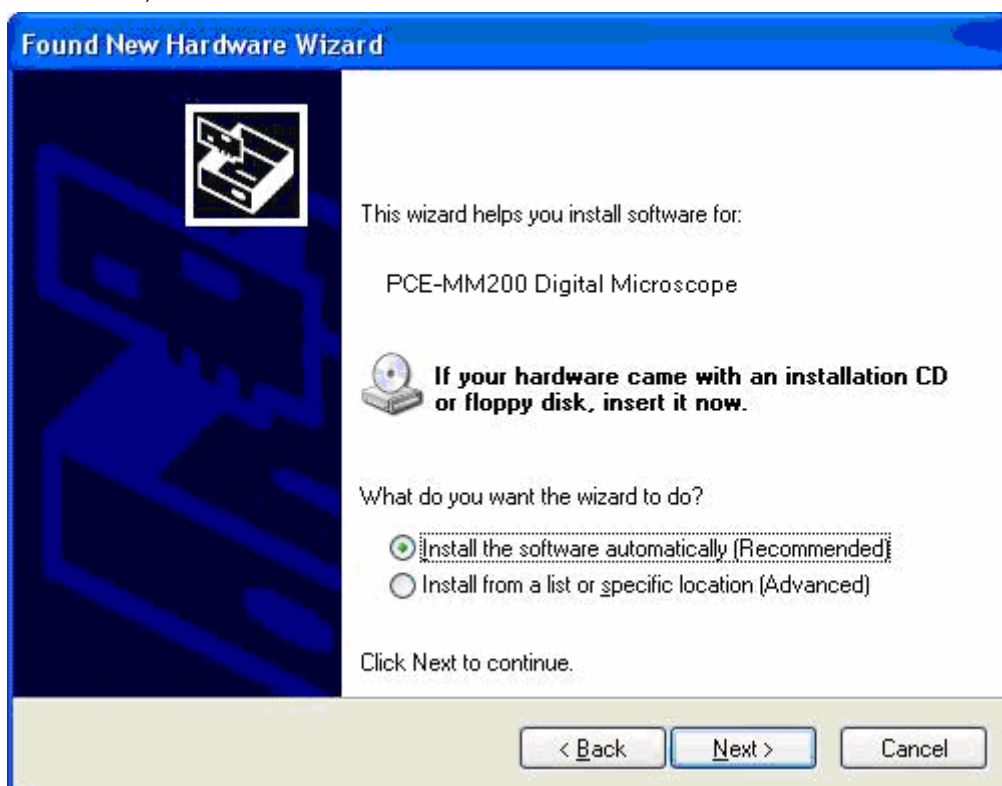 Found New Hardware Wizard
This wizard helps you install software for:
PCE-MM200 Digital Microscope
If your hardware came with an installation CD
or floppy disk, insert it now.
What do you want the wizard to do?
Install the software automatically (Recommended)
Install from a list or specific location (Advanced)
Click Next to continue.
< Back Next > Cancel